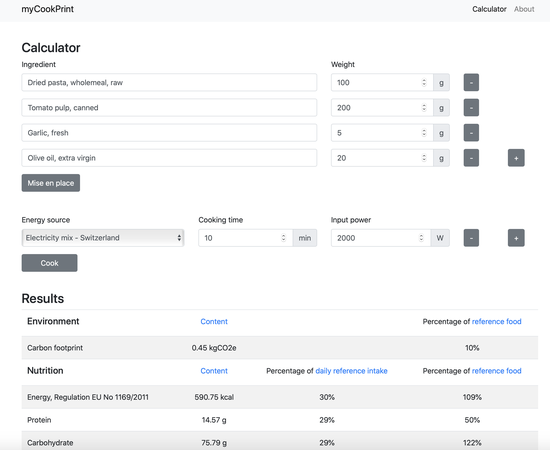 myCookPrint Calculator About
Calculator
Ingredient Weight
Dried pasta, wholemeal, raw 100 g -
Tomato pulp, canned 200 g -
Garlic, fresh 5 g -
Olive oil, extra virgin 20 g - +
Mise en place
Energy source Cooking time Input power
Electricity mix - Switzerland 10 min 2000 W - +
Cook
Results
Environment Content Percentage of reference food
Carbon footprint 0.45 kgCO2e 10%
Nutrition Content Percentage of daily reference intake Percentage of reference food
Energy, Regulation EU No 1169/2011 590.75 kcal 30% 109%
Protein 14.57 g 29% 50%
Carbohydrate 75.79 g 29% 122%